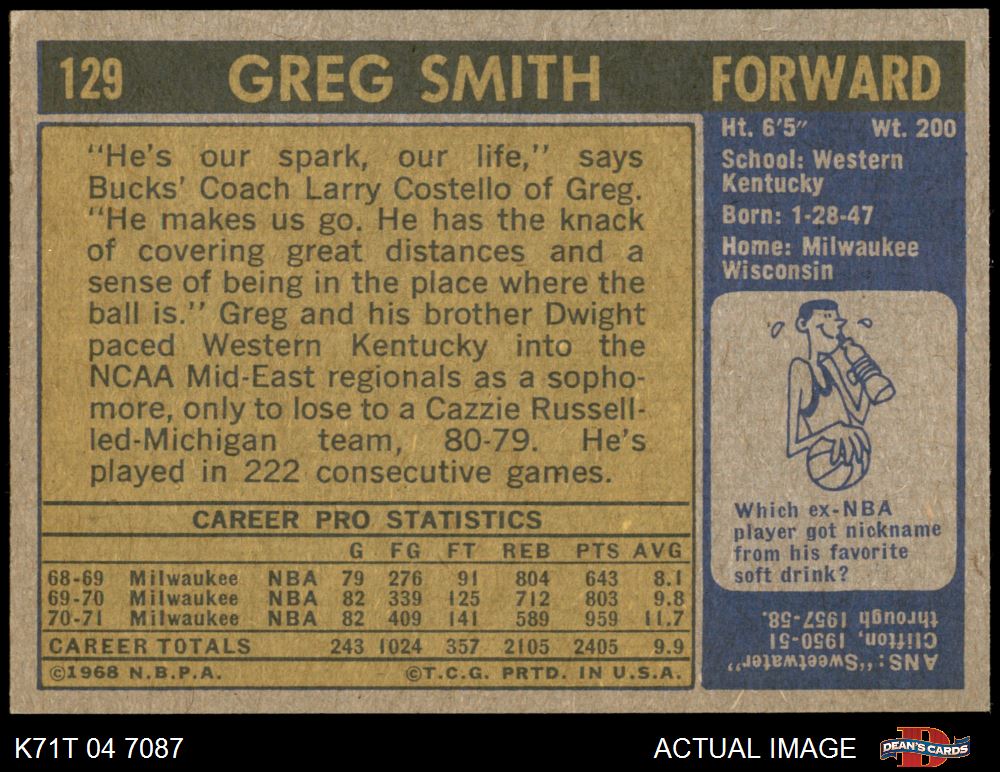 129 GREG SMITH FORWARD
"He's our spark, our life," says
Bucks' Coach Larry Costello of Greg.
"He makes us go. He has the knack
of covering great distances and a
sense of being in the place where the
ball is." Greg and his brother Dwight
paced Western Kentucky into the
NCAA Mid-East regionals as a sopho-
more, only to lose to a Cazzie Russell-
led-Michigan team, 80-79. He's
played in 222 consecutive games.
CAREER PRO STATISTICS
G FG FT REB PTS AVG
68-69 Milwaukee NBA 79 276 91 804 643 8.1
69-70 Milwaukee NBA 82 339 125 712 803 9.8
70-71 Milwaukee NBA 82 409 141 589 959 11.7
CAREER TOTALS 243 1024 357 2105 2405 9.9
©1968 N.B.P.A. ©T.C.G. PRTD. IN U.S.A.
Ht. 6'5" Wt. 200
School: Western
Kentucky
Born: 1-28-47
Home: Milwaukee
Wisconsin
Which ex-NBA
player got nickname
from his favorite
soft drink?
ANS: "Sweetwater"
Clifton, 1950-51
through 1957-58.
K71T 04 7087 ACTUAL IMAGE DEAN'S CARDS